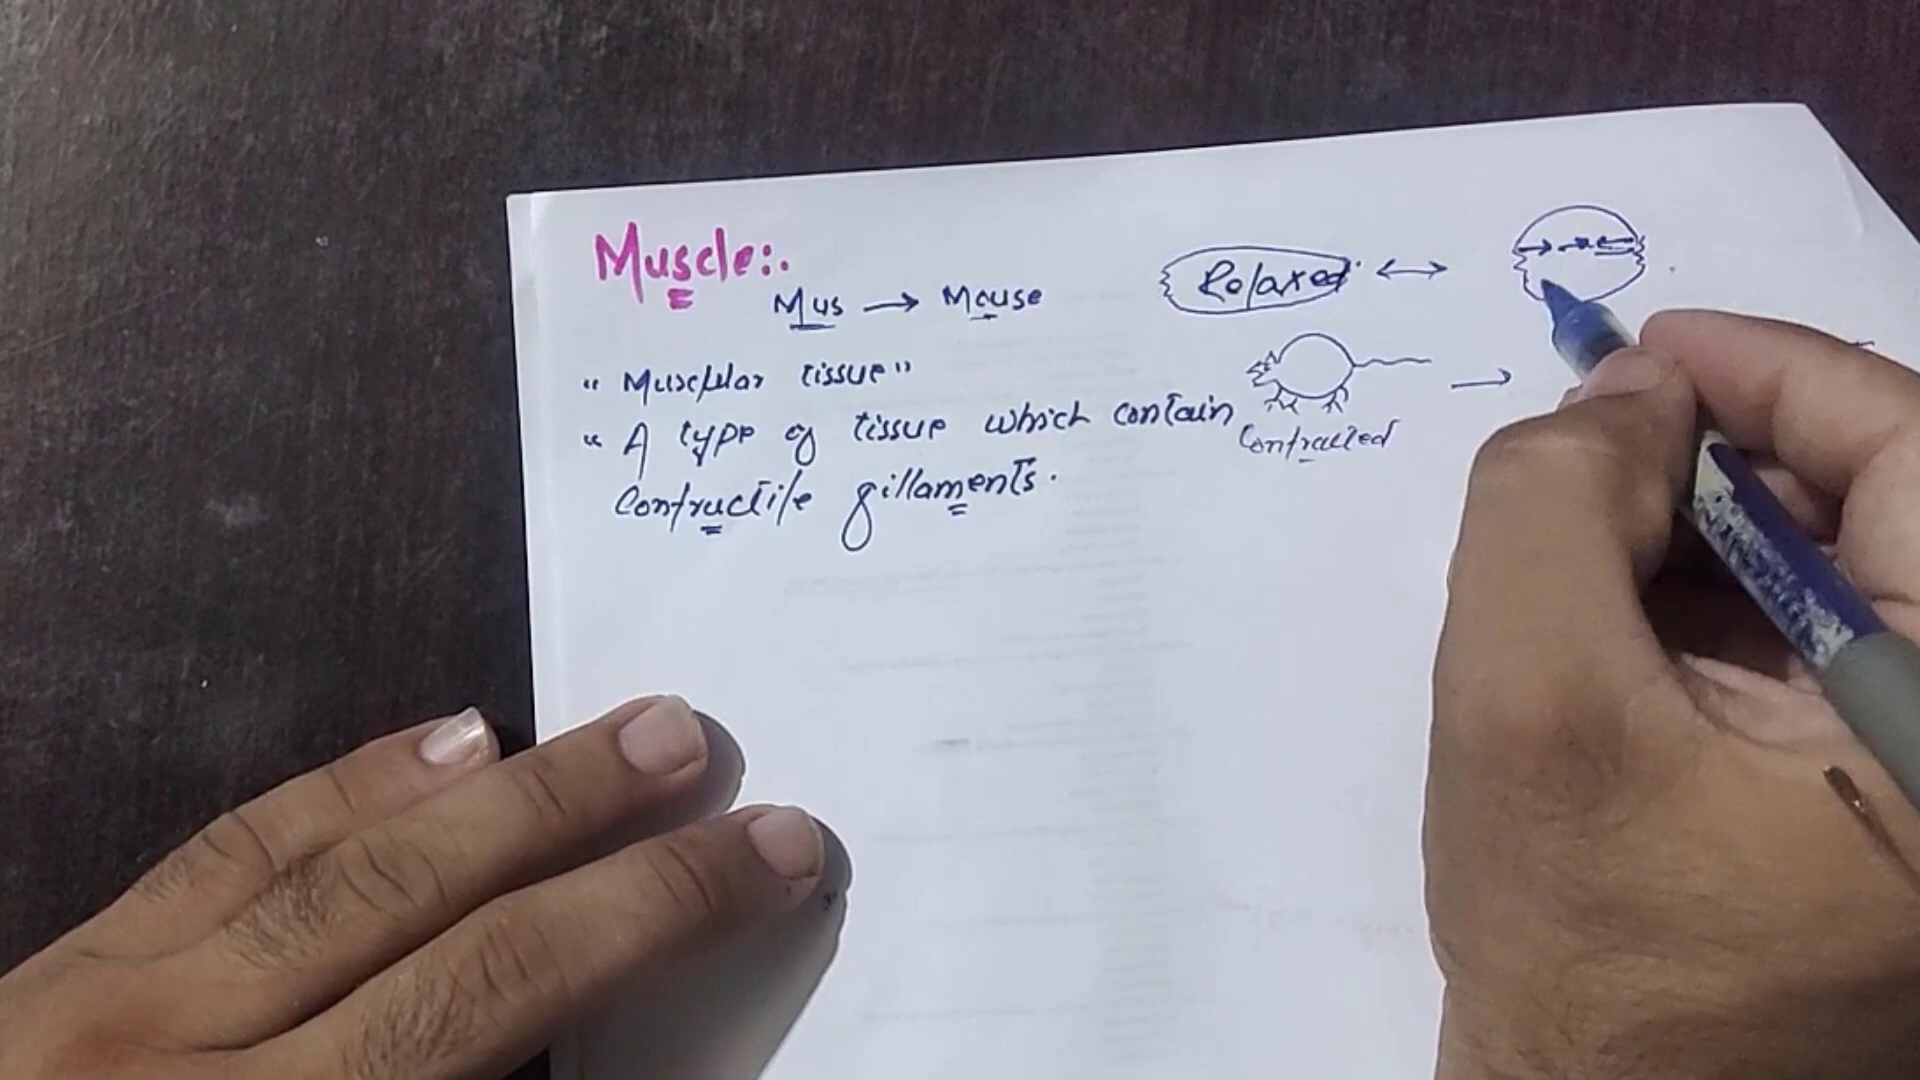 Muscle:.
Mus → Mouse
Relaxed
"Muscular tissue"
"A type of tissue which contain
Contractile fillaments.
Contracted